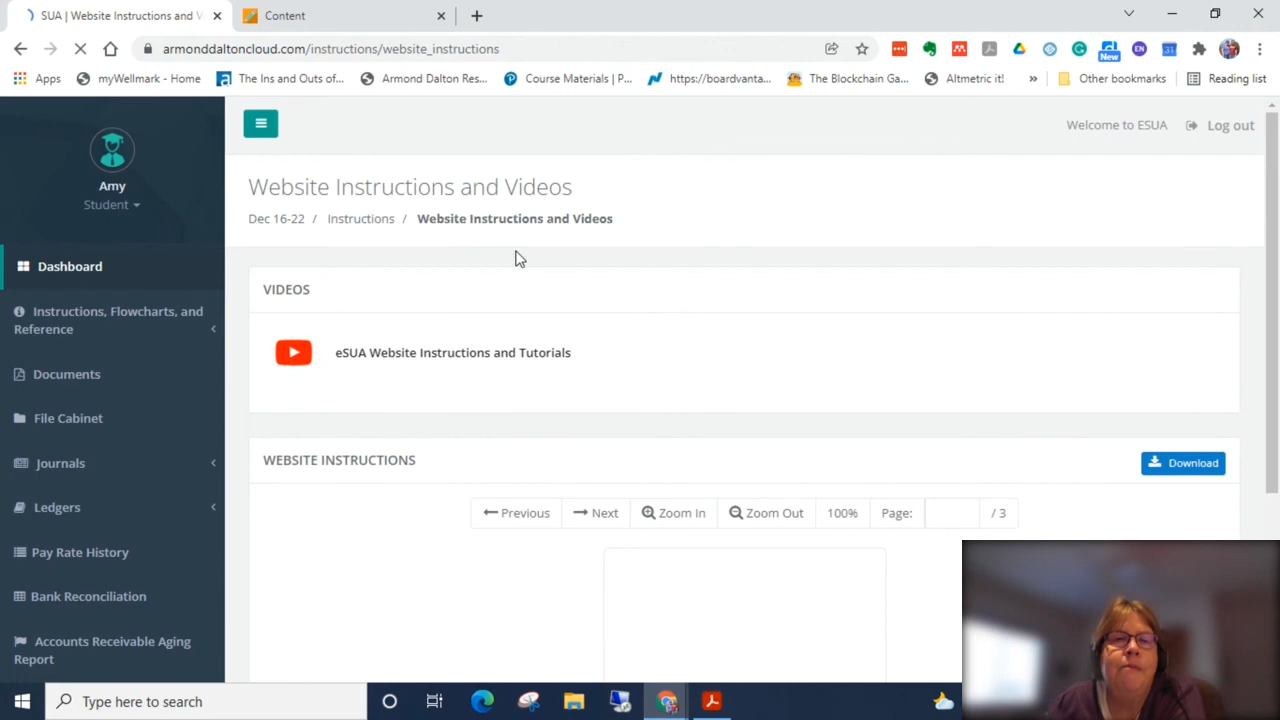 SUA | Website Instructions and V
Content
armonddaltoncloud.com/instructions/website_instructions
New
EN
31
Apps
myWellmark - Home
The Ins and Outs of...
Armond Dalton Res...
Course Materials | P...
https://boardvanta...
The Blockchain Ga...
Altmetric it!
»
Other bookmarks
Reading list
Amy
Student
Welcome to ESUA
Log out
Website Instructions and Videos
Dec 16-22 / Instructions / Website Instructions and Videos
Dashboard
Instructions, Flowcharts, and
Reference
Documents
File Cabinet
Journals
Ledgers
Pay Rate History
Bank Reconciliation
Accounts Receivable Aging
Report
VIDEOS
eSUA Website Instructions and Tutorials
WEBSITE INSTRUCTIONS
Download
Previous
Next
Zoom In
Zoom Out
100%
Page:
/ 3
Type here to search